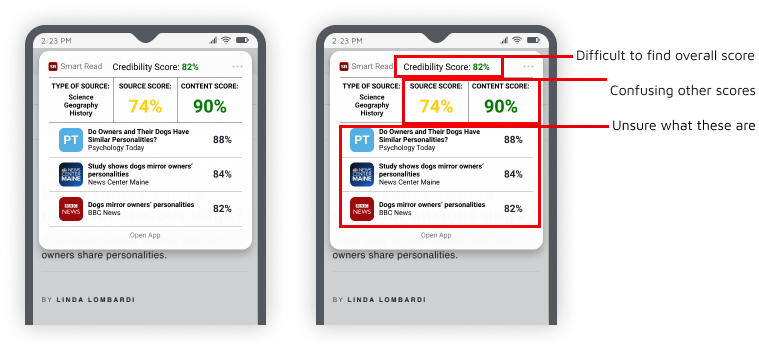 2:23 PM
SR Smart Read Credibility Score: 82%
TYPE OF SOURCE: SOURCE SCORE: CONTENT SCORE:
Science
Geography
History
74% 90%
PT
Do Owners and Their Dogs Have
Similar Personalities?
Psychology Today
88%
NEWS
CENTER
MAINE
Study shows dogs mirror owners’
personalities
News Center Maine
84%
BBC
NEWS
Dogs mirror owners’ personalities
BBC News
82%
Open App
owners share personalities.
BY LINDA LOMBARDI
2:23 PM
SR Smart Read Credibility Score: 82%
TYPE OF SOURCE: SOURCE SCORE: CONTENT SCORE:
Science
Geography
History
74% 90%
PT
Do Owners and Their Dogs Have
Similar Personalities?
Psychology Today
88%
NEWS
CENTER
MAINE
Study shows dogs mirror owners’
personalities
News Center Maine
84%
BBC
NEWS
Dogs mirror owners’ personalities
BBC News
82%
Open App
owners share personalities.
BY LINDA LOMBARDI
Difficult to find overall score
Confusing other scores
Unsure what these are